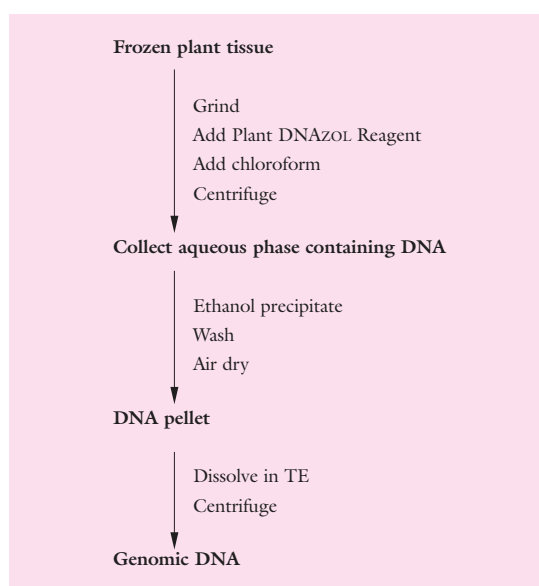 Frozen plant tissue
Grind
Add Plant DNAZOL Reagent
Add chloroform
Centrifuge
Collect aqueous phase containing DNA
Ethanol precipitate
Wash
Air dry
DNA pellet
Dissolve in TE
Centrifuge
Genomic DNA